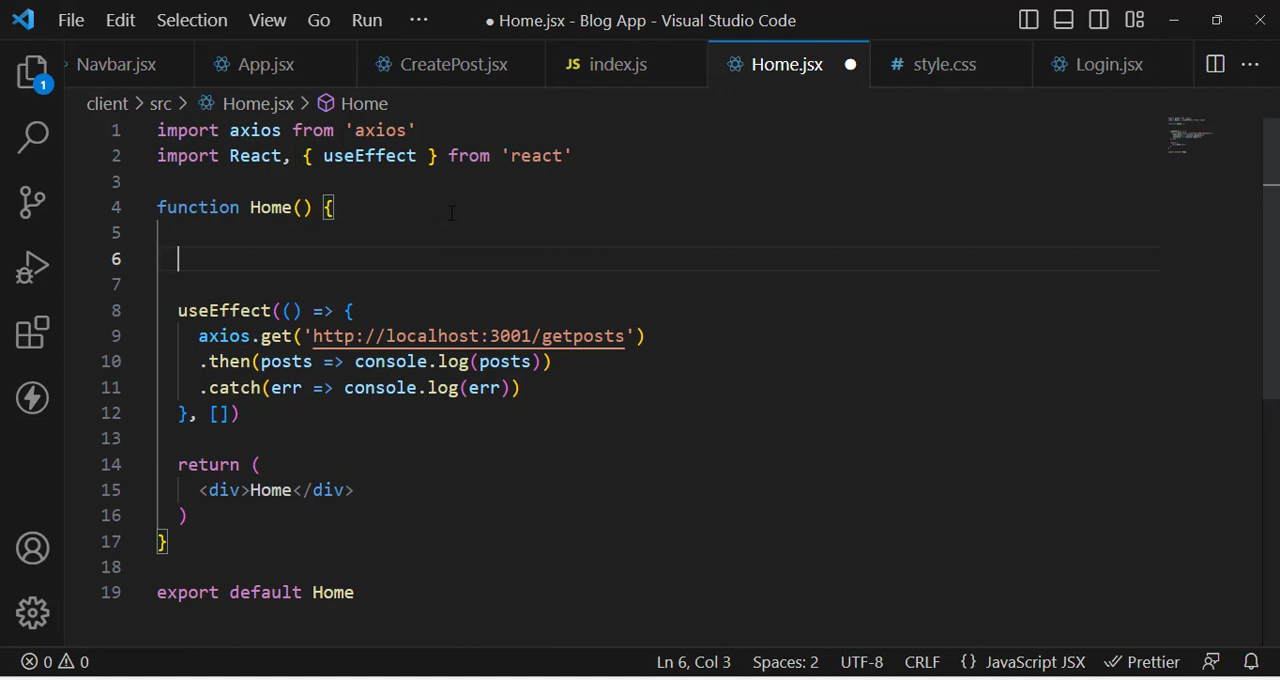 File Edit Selection View Go Run ··· ● Home.jsx - Blog App - Visual Studio Code
Navbar.jsx App.jsx CreatePost.jsx JS index.js Home.jsx ● # style.css Login.jsx ···
1
client > src > Home.jsx > Home
1 import axios from 'axios'
2 import React, { useEffect } from 'react'
3
4 function Home() {
5
6
7
8 useEffect(() => {
9 axios.get('http://localhost:3001/getposts')
10 .then(posts => console.log(posts))
11 .catch(err => console.log(err))
12 }, [])
13
14 return (
15 <div>Home</div>
16 )
17 }
18
19 export default Home
0 0 Ln 6, Col 3 Spaces: 2 UTF-8 CRLF {} JavaScript JSX Prettier